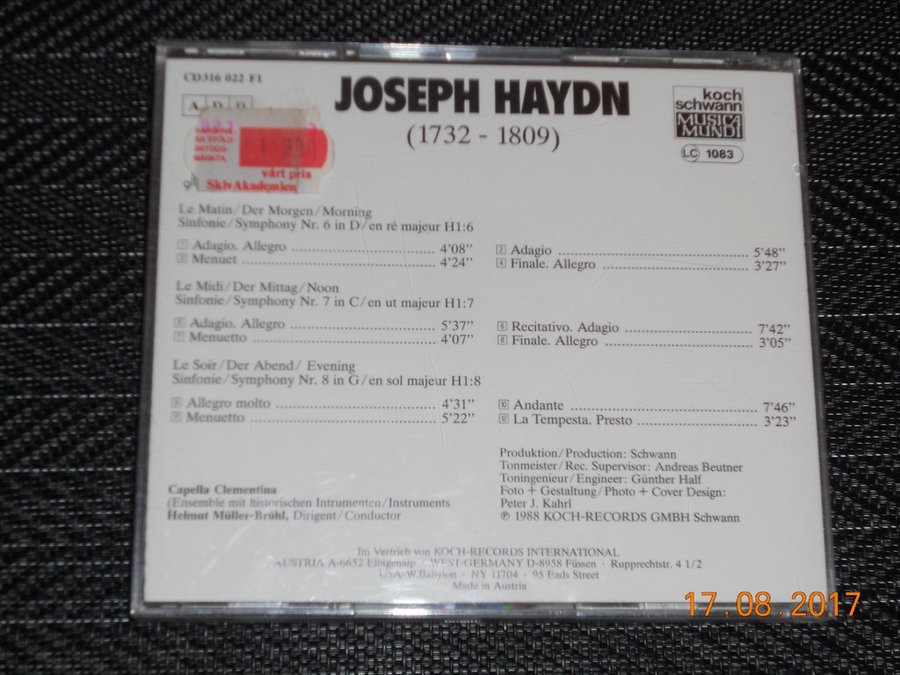 CD316 022 F1
JOSEPH HAYDN
(1732 - 1809)
koch
schwann
MUSICA
MUNDI
LC 1083
A D D
SKYDDS-
MÄRKTA
vårt pris
SkivAkademien
Le Matin/Der Morgen/Morning
Sinfonie/Symphony Nr. 6 in D/en ré majeur H1:6
1 Adagio. Allegro 4'08"
2 Adagio 5'48"
3 Menuet 4'24"
4 Finale. Allegro 3'27"
Le Midi/Der Mittag/Noon
Sinfonie/Symphony Nr. 7 in C/en ut majeur H1:7
5 Adagio. Allegro 5'37"
6 Recitativo. Adagio 7'42"
7 Menuetto 4'07"
8 Finale. Allegro 3'05"
Le Soir/Der Abend/ Evening
Sinfonie/Symphony Nr. 8 in G/en sol majeur H1:8
9 Allegro molto 4'31"
10 Andante 7'46"
11 Menuetto 5'22"
12 La Tempesta. Presto 3'23"
Capella Clementina
(Ensemble mit historischen Intrumenten/Instruments
Helmut Müller-Brühl, Dirigent/Conductor
Produktion/Production: Schwann
Tonmeister/Rec. Supervisor: Andreas Beutner
Toningenieur/Engineer: Günther Half
Foto + Gestaltung/Photo + Cover Design:
Peter J. Kahrl
℗ 1988 KOCH-RECORDS GMBH Schwann
Im Vertrieb von KOCH-RECORDS INTERNATIONAL
AUSTRIA A-6652 Elbigenalp · WEST-GERMANY D-8958 Füssen · Rupprechtstr. 4 1/2
USA-W.Babylon · NY 11704 · 95 Eads Street
Made in Austria
17.08.2017